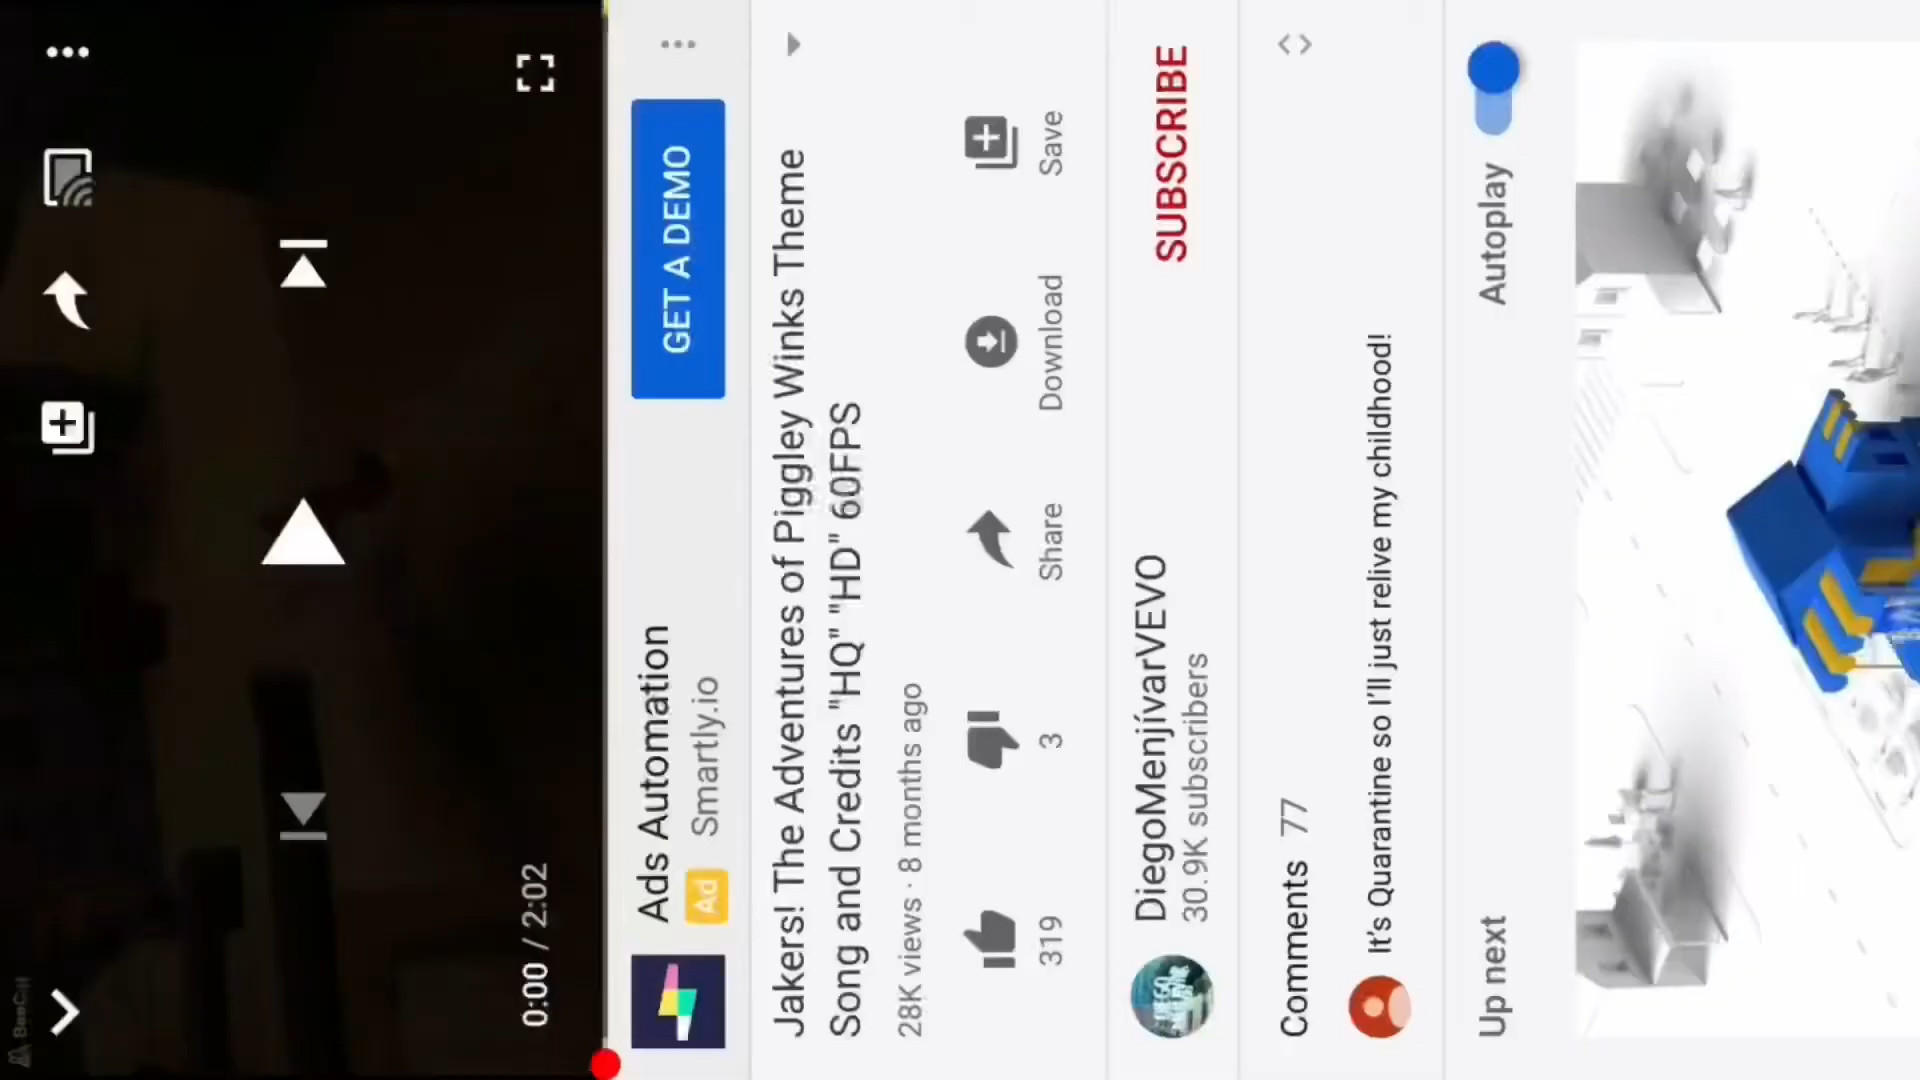 0:00 / 2:02
Ads Automation
Ad Smartly.io
GET A DEMO
Jakers! The Adventures of Piggley Winks Theme
Song and Credits "HQ" "HD" 60FPS
28K views · 8 months ago
319
3
Share
Download
Save
DiegoMenjívarVEVO
30.9K subscribers
SUBSCRIBE
Comments 77
It's Quarantine so I'll just relive my childhood!
Up next
Autoplay